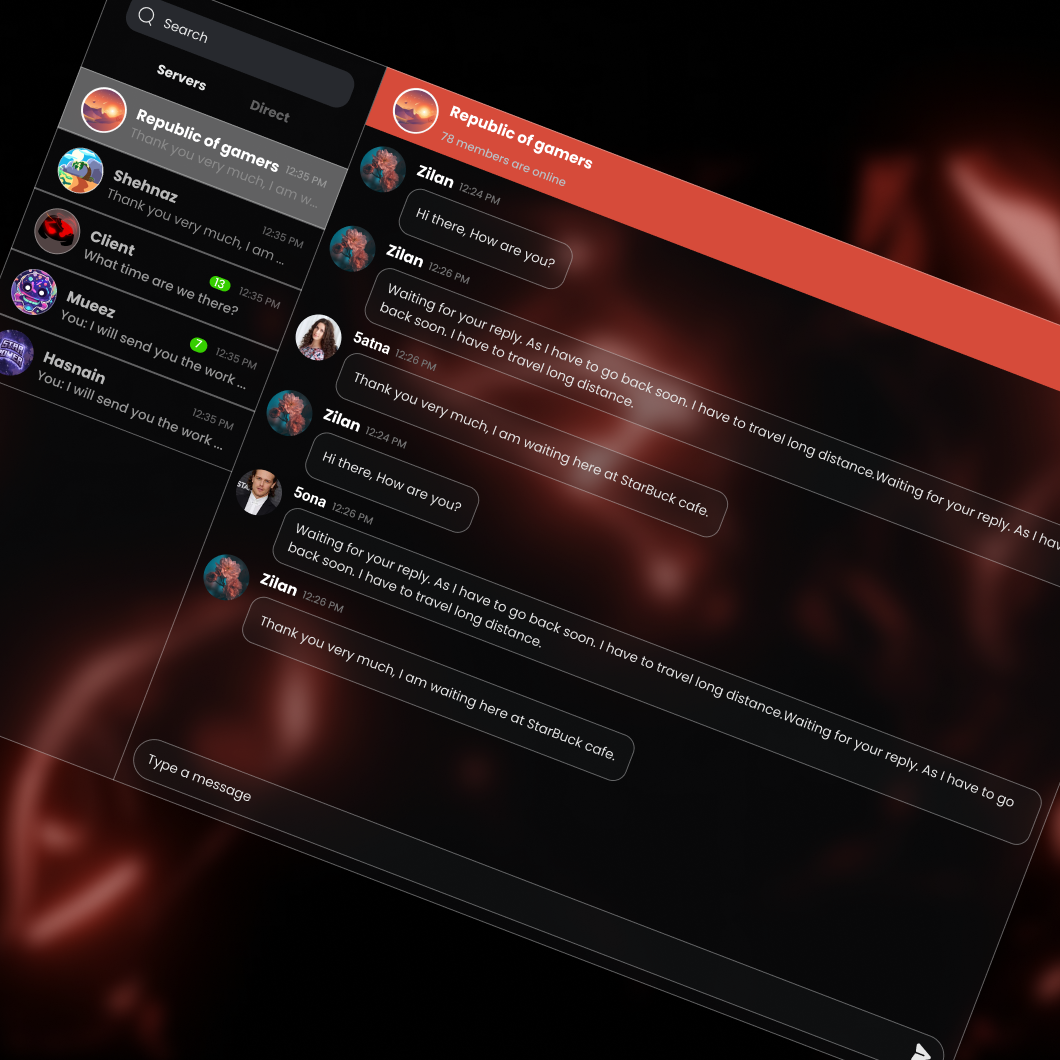 Search
Servers
Direct
Republic of gamers
12:35 PM
Thank you very much, I am w...
Shehnaz
12:35 PM
Thank you very much, I am ...
Client
13
12:35 PM
What time are we there?
Mueez
7
12:35 PM
You: I will send you the work ...
STAR
Hasnain
12:35 PM
You: I will send you the work ...
Republic of gamers
78 members are online
Zilan 12:24 PM
Hi there, How are you?
Zilan 12:26 PM
Waiting for your reply. As I have to go back soon. I have to travel long distance.Waiting for your reply. As I hav
back soon. I have to travel long distance.
5atna 12:26 PM
Thank you very much, I am waiting here at StarBuck cafe.
Zilan 12:24 PM
Hi there, How are you?
5ona 12:26 PM
Waiting for your reply. As I have to go back soon. I have to travel long distance.Waiting for your reply. As I have to go
back soon. I have to travel long distance.
Zilan 12:26 PM
Thank you very much, I am waiting here at StarBuck cafe.
Type a message